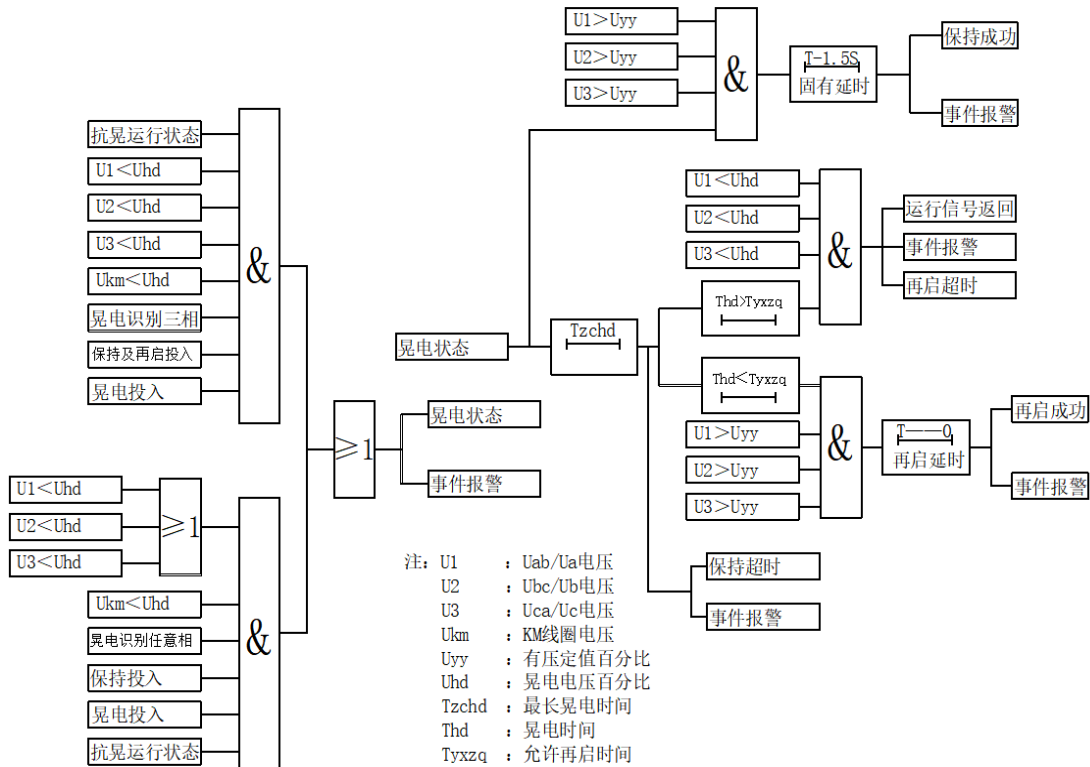 抗晃运行状态
U1＜Uhd
U2＜Uhd
U3＜Uhd
Ukm＜Uhd
晃电识别三相
保持及再启投入
晃电投入
&
U1＜Uhd
U2＜Uhd
U3＜Uhd
≥1
Ukm＜Uhd
晃电识别任意相
保持投入
晃电投入
抗晃运行状态
&
≥1
晃电状态
事件报警
U1＞Uyy
U2＞Uyy
U3＞Uyy
&
T-1.5S
固有延时
保持成功
事件报警
晃电状态
Tzchd
U1＜Uhd
U2＜Uhd
U3＜Uhd
Thd>Tyxzq
&
运行信号返回
事件报警
再启超时
Thd＜Tyxzq
U1＞Uyy
U2＞Uyy
U3＞Uyy
&
T——0
再启延时
再启成功
事件报警
保持超时
事件报警
注：U1 ：Uab/Ua电压
U2 ：Ubc/Ub电压
U3 ：Uca/Uc电压
Ukm ：KM线圈电压
Uyy ：有压定值百分比
Uhd ：晃电电压百分比
Tzchd ：最长晃电时间
Thd ：晃电时间
Tyxzq ：允许再启时间